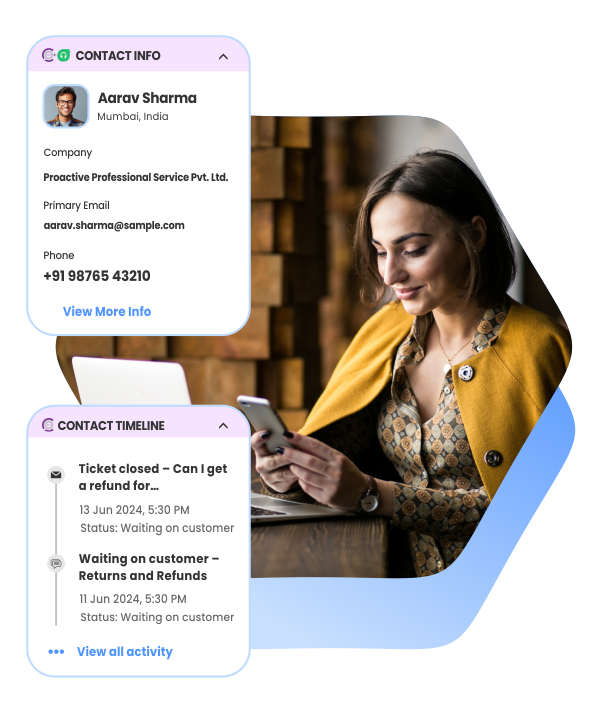 CONTACT INFO
Aarav Sharma
Mumbai, India
Company
Proactive Professional Service Pvt. Ltd.
Primary Email
aarav.sharma@sample.com
Phone
+91 98765 43210
View More Info
CONTACT TIMELINE
Ticket closed – Can I get
a refund for...
13 Jun 2024, 5:30 PM
Status: Waiting on customer
Waiting on customer –
Returns and Refunds
11 Jun 2024, 5:30 PM
Status: Waiting on customer
View all activity